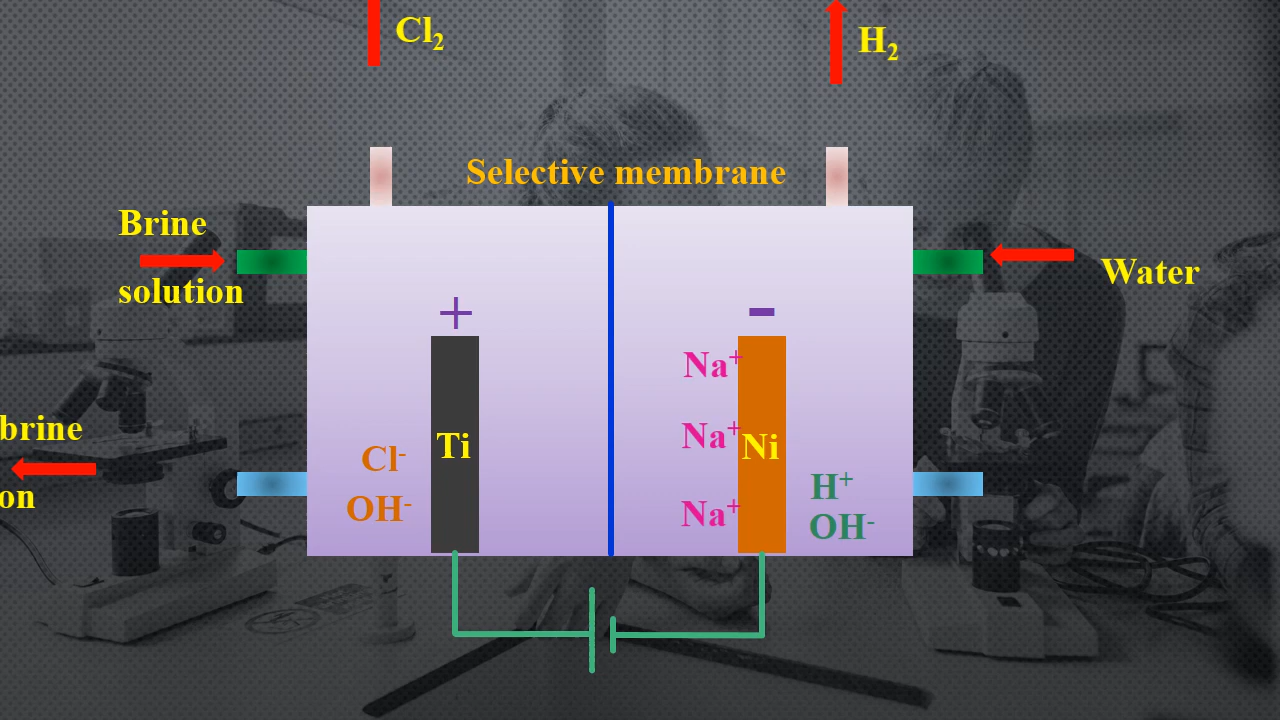 Cl₂
H₂
Selective membrane
Brine
solution
Water
+
-
Na⁺
Na⁺
Na⁺
Ti
Ni
Cl⁻
OH⁻
H⁺
OH⁻
brine
on